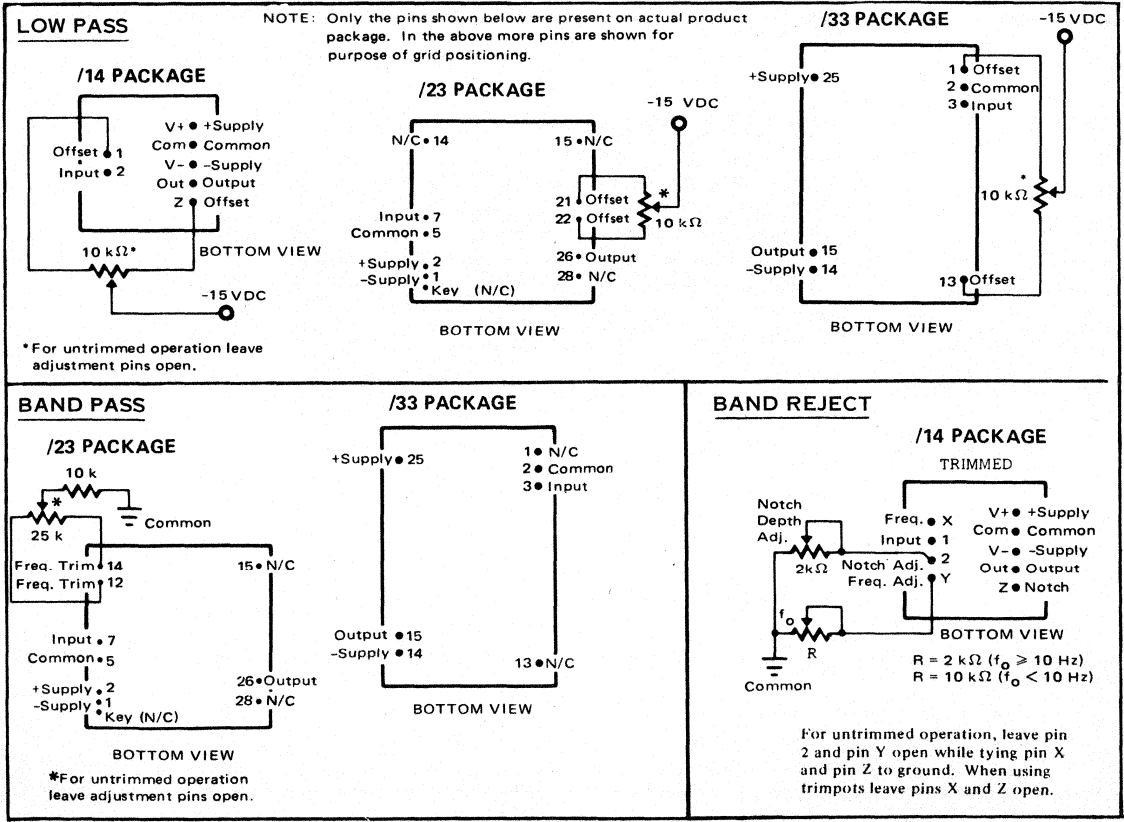 LOW PASS
NOTE: Only the pins shown below are present on actual product
package. In the above more pins are shown for
purpose of grid positioning.
/14 PACKAGE
V+ +Supply
Com Common
V- -Supply
Out Output
Z Offset
Offset 1
Input 2
10 kΩ*
BOTTOM VIEW
-15 VDC
*For untrimmed operation leave
adjustment pins open.
/23 PACKAGE
-15 VDC
N/C 14
15 N/C
21 Offset
22 Offset
*
10 kΩ
Input 7
Common 5
26 Output
+Supply 2
28 N/C
-Supply 1
Key (N/C)
BOTTOM VIEW
/33 PACKAGE
-15 VDC
+Supply 25
1 Offset
2 Common
3 Input
10 kΩ*
Output 15
-Supply 14
13 Offset
BOTTOM VIEW
BAND PASS
/23 PACKAGE
10 k
*
25 k
Common
Freq. Trim 14
Freq. Trim 12
15 N/C
Input 7
Common 5
+Supply 2
-Supply 1
Key (N/C)
26 Output
28 N/C
BOTTOM VIEW
*For untrimmed operation
leave adjustment pins open.
/33 PACKAGE
+Supply 25
1 N/C
2 Common
3 Input
Output 15
-Supply 14
13 N/C
BOTTOM VIEW
BAND REJECT
/14 PACKAGE
TRIMMED
Notch
Depth
Adj.
2kΩ
Freq. X
Input 1
Notch Adj. 2
Freq. Adj. Y
V+ +Supply
Com Common
V- -Supply
Out Output
Z Notch
fo
R
Common
BOTTOM VIEW
R = 2 kΩ (fo ⩾ 10 Hz)
R = 10 kΩ (fo < 10 Hz)
For untrimmed operation, leave pin
2 and pin Y open while tying pin X
and pin Z to ground. When using
trimpots leave pins X and Z open.